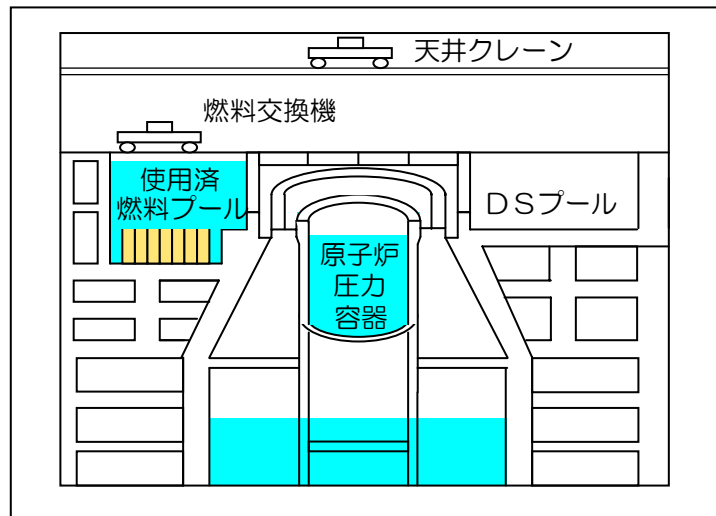 天井クレーン
燃料交換機
使用済
燃料プール
ＤＳプール
原子炉
圧力
容器